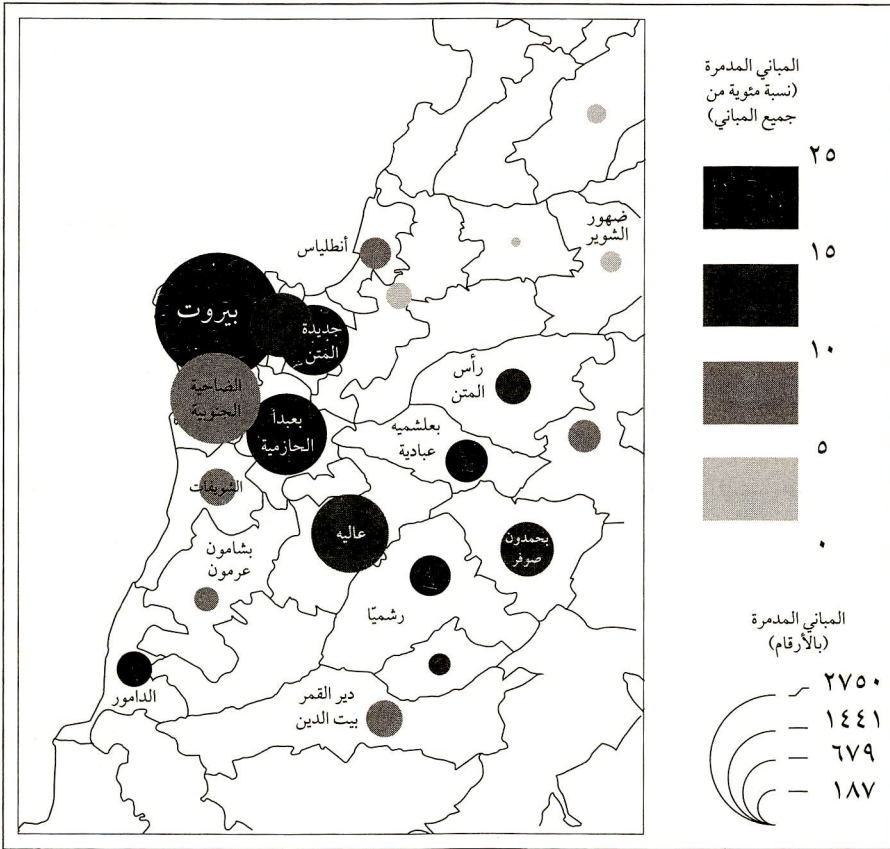 المباني المدمرة
(نسبة مئوية من
جميع المباني)
٢٥
١٥
١٠
٥
٠
ضهور
الشوير
أنطلياس
بيروت
جديدة
المتن
رأس
المتن
الضاحية
الجنوبية
بعبدا
الحازمية
بعلشميه
عبادية
الشويفات
عاليه
بحمدون
صوفر
بشامون
عرمون
رشميّا
الدامور
دير القمر
بيت الدين
المباني المدمرة
(بالأرقام)
٢٧٥٠
١٤٤١
٦٧٩
١٨٧